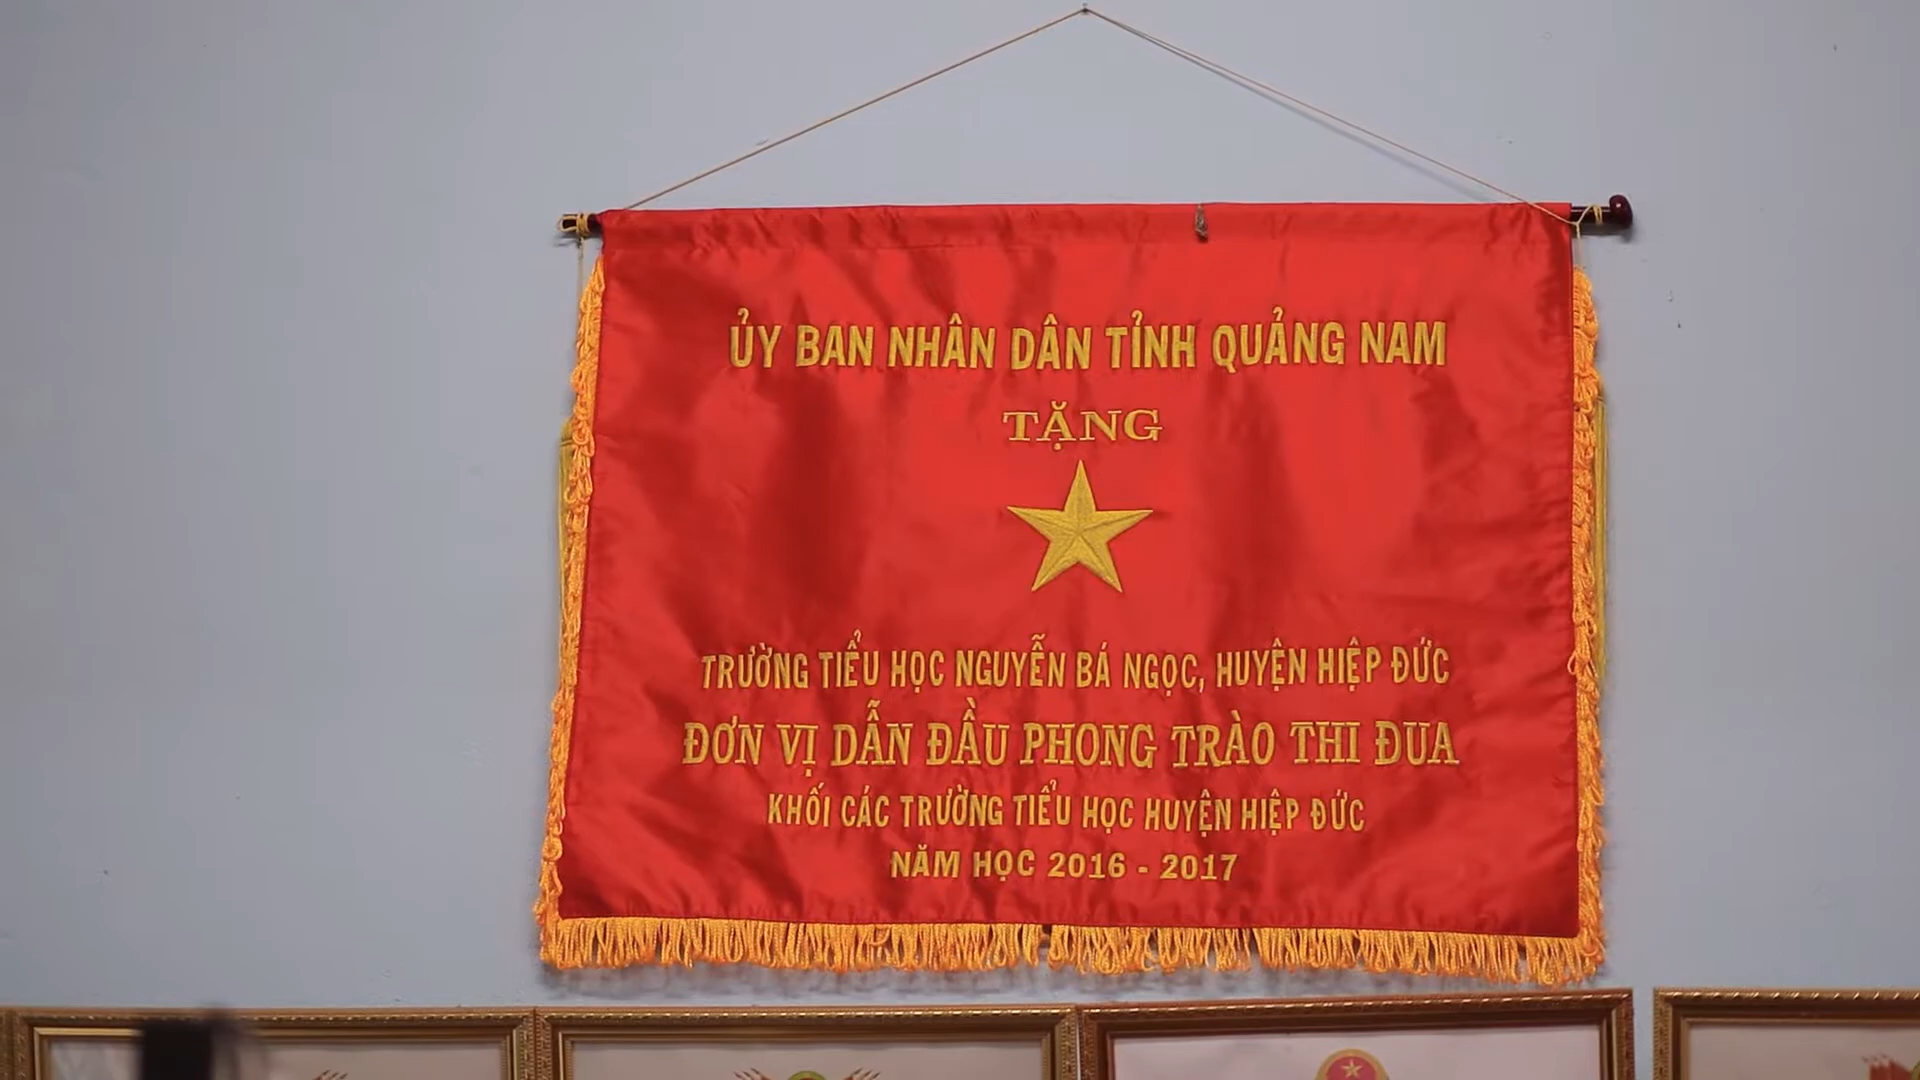 ỦY BAN NHÂN DÂN TỈNH QUẢNG NAM
TẶNG
TRƯỜNG TIỂU HỌC NGUYỄN BÁ NGỌC, HUYỆN HIỆP ĐỨC
ĐƠN VỊ DẪN ĐẦU PHONG TRÀO THI ĐUA
KHỐI CÁC TRƯỜNG TIỂU HỌC HUYỆN HIỆP ĐỨC
NĂM HỌC 2016 - 2017